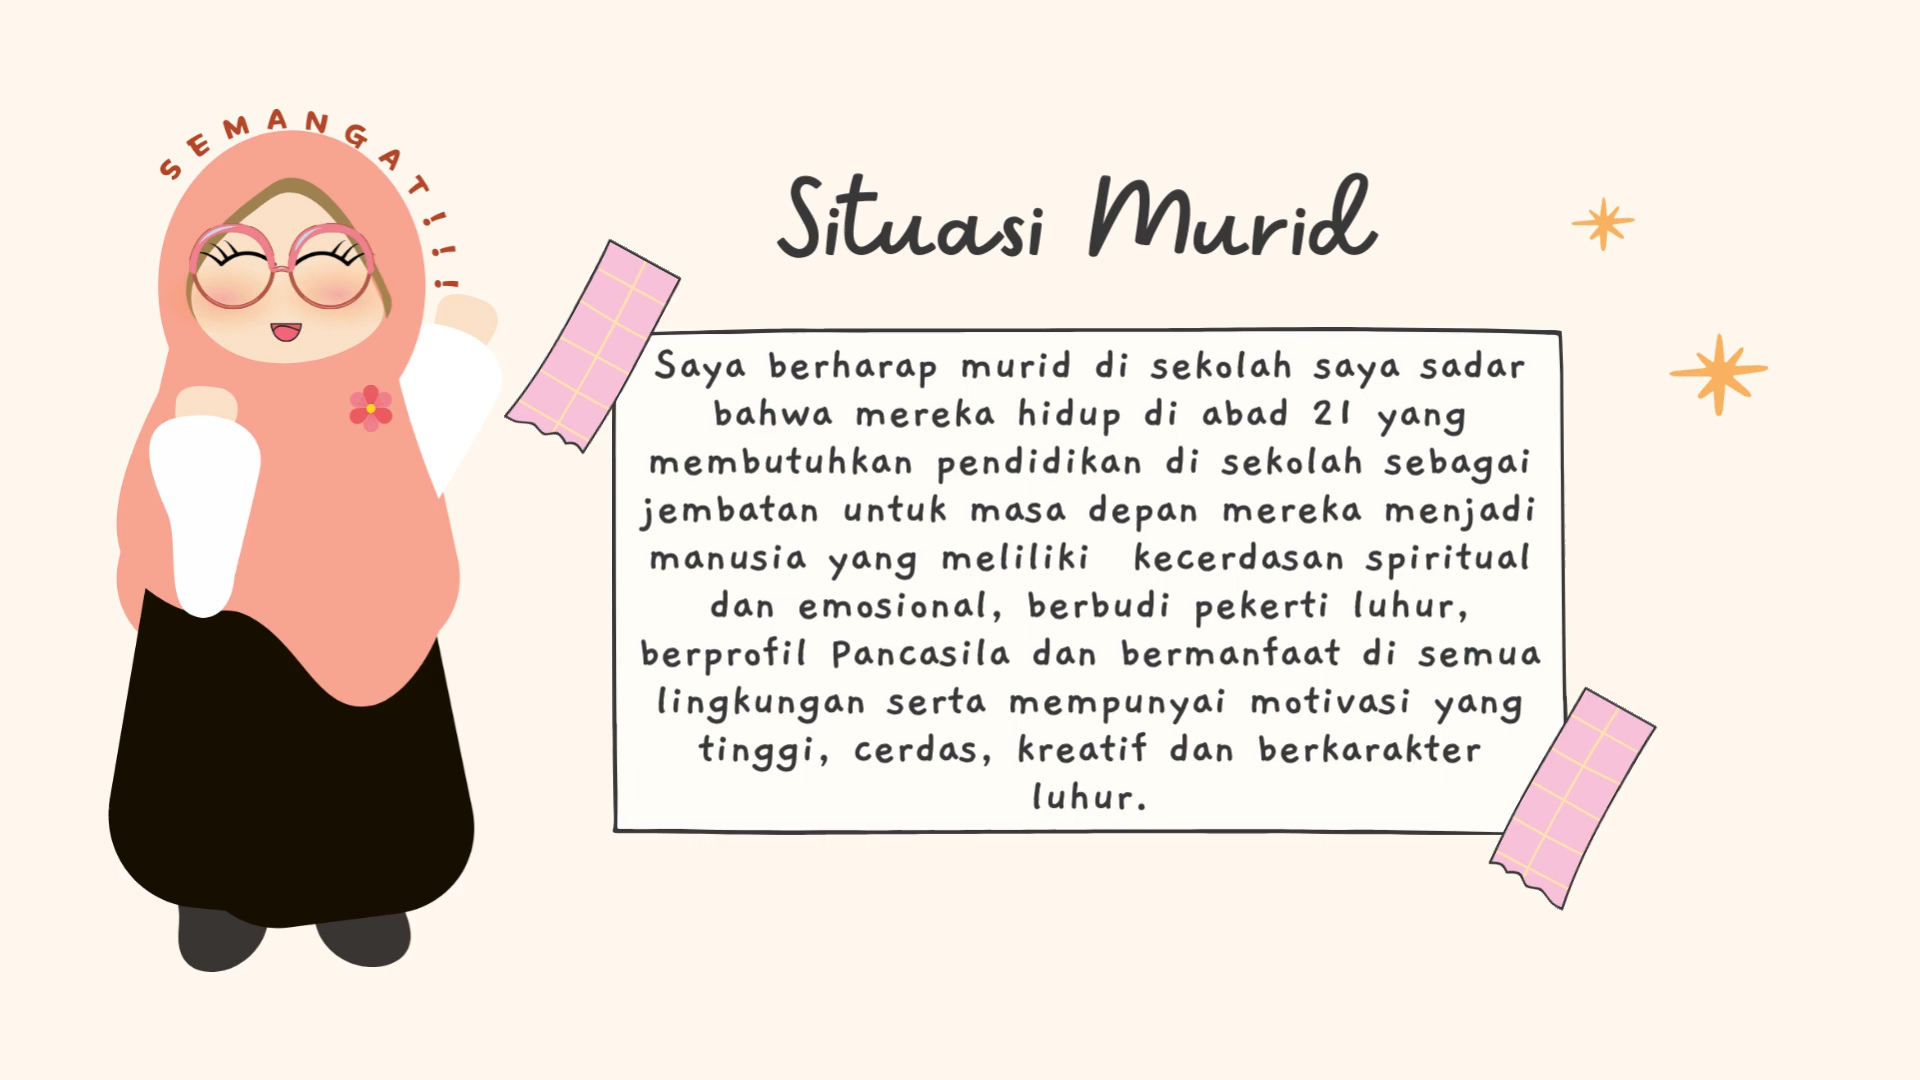 SEMANGAT!!!
Situasi Murid
Saya berharap murid di sekolah saya sadar
bahwa mereka hidup di abad 21 yang
membutuhkan pendidikan di sekolah sebagai
jembatan untuk masa depan mereka menjadi
manusia yang meliliki kecerdasan spiritual
dan emosional, berbudi pekerti luhur,
berprofil Pancasila dan bermanfaat di semua
lingkungan serta mempunyai motivasi yang
tinggi, cerdas, kreatif dan berkarakter
luhur.